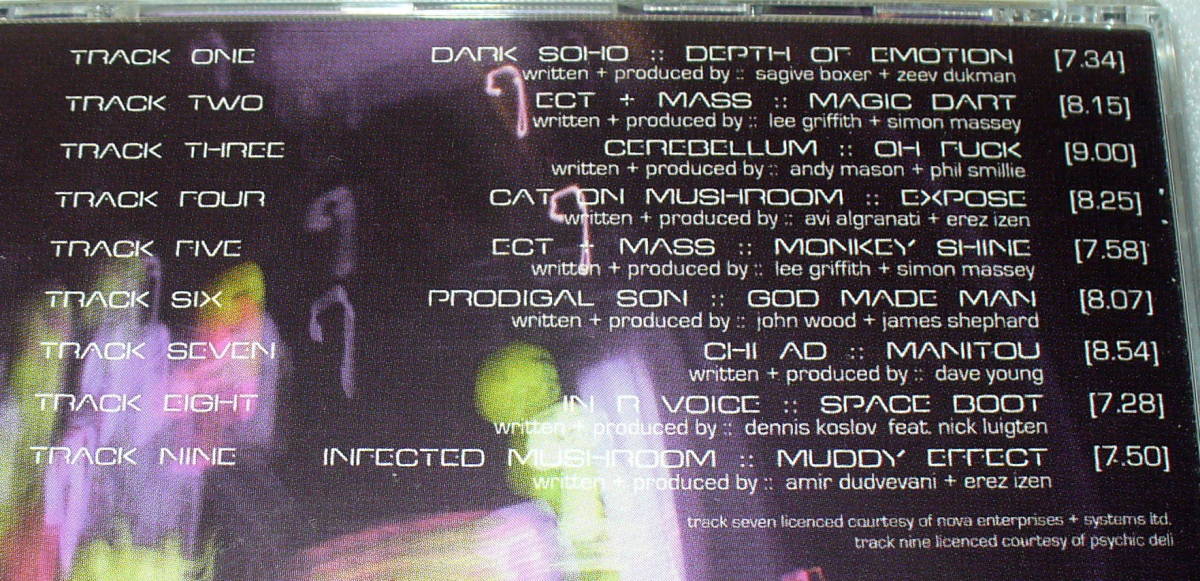 TRACK ONE DARK SOHO :: DEPTH OF EMOTION [7.34]
written + produced by :: sagive boxer + zeev dukman
TRACK TWO ECT + MASS :: MAGIC DART [8.15]
written + produced by :: lee griffith + simon massey
TRACK THREE CEREBELLUM :: OH FUCK [9.00]
written + produced by :: andy mason + phil smillie
TRACK FOUR CAT ON MUSHROOM :: EXPOSE [8.25]
written + produced by :: avi algranati + erez izen
TRACK FIVE ECT + MASS :: MONKEY SHINE [7.58]
written + produced by :: lee griffith + simon massey
TRACK SIX PRODIGAL SON :: GOD MADE MAN [8.07]
written + produced by :: john wood + james shephard
TRACK SEVEN CHI AD :: MANITOU [8.54]
written + produced by :: dave young
TRACK EIGHT IN R VOICE :: SPACE BOOT [7.28]
written + produced by :: dennis koslov feat. nick luigten
TRACK NINE INFECTED MUSHROOM :: MUDDY EFFECT [7.50]
written + produced by :: amir dudvevani + erez izen
track seven licenced courtesy of nova enterprises + systems ltd.
track nine licenced courtesy of psychic deli